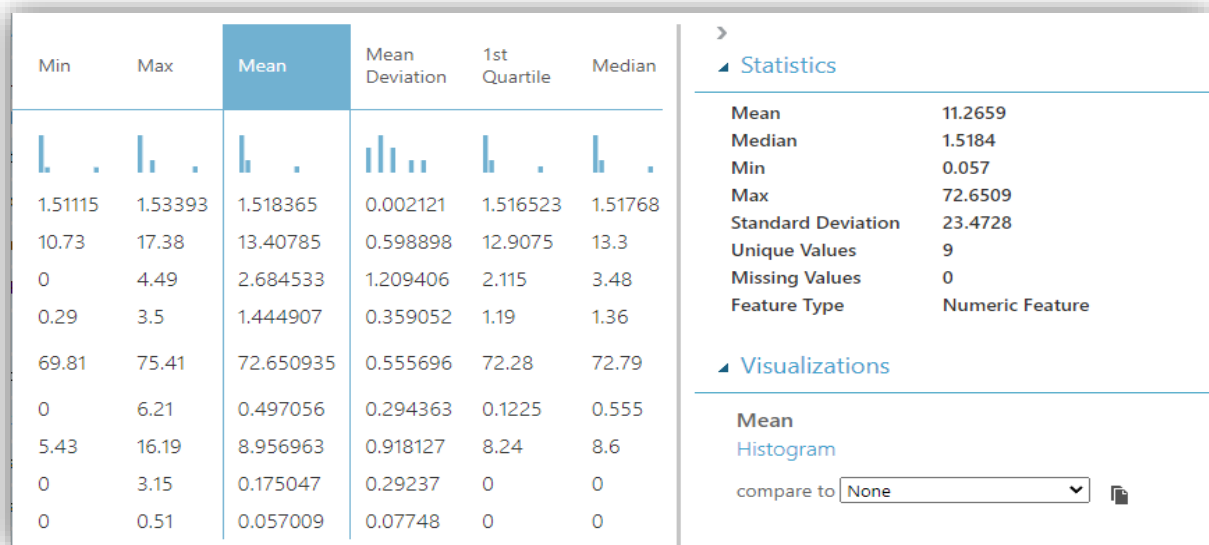 Min Max Mean Mean Deviation 1st Quartile Median
1.51115 1.53393 1.518365 0.002121 1.516523 1.51768
10.73 17.38 13.40785 0.598898 12.9075 13.3
0 4.49 2.684533 1.209406 2.115 3.48
0.29 3.5 1.444907 0.359052 1.19 1.36
69.81 75.41 72.650935 0.555696 72.28 72.79
0 6.21 0.497056 0.294363 0.1225 0.555
5.43 16.19 8.956963 0.918127 8.24 8.6
0 3.15 0.175047 0.29237 0 0
0 0.51 0.057009 0.07748 0 0
Statistics
Mean 11.2659
Median 1.5184
Min 0.057
Max 72.6509
Standard Deviation 23.4728
Unique Values 9
Missing Values 0
Feature Type Numeric Feature
Visualizations
Mean
Histogram
compare to None